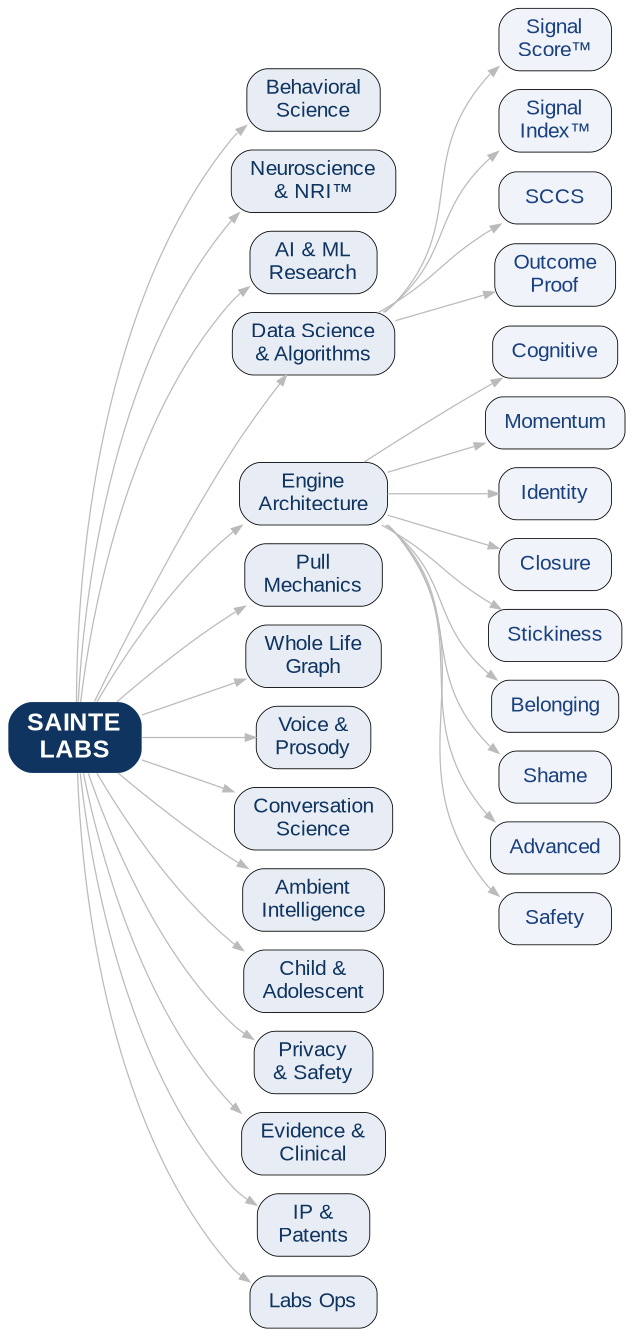 SAINTE
LABS
Behavioral
Science
Neuroscience
& NRI™
AI & ML
Research
Data Science
& Algorithms
Engine
Architecture
Pull
Mechanics
Whole Life
Graph
Voice &
Prosody
Conversation
Science
Ambient
Intelligence
Child &
Adolescent
Privacy
& Safety
Evidence &
Clinical
IP &
Patents
Labs Ops
Signal
Score™
Signal
Index™
SCCS
Outcome
Proof
Cognitive
Momentum
Identity
Closure
Stickiness
Belonging
Shame
Advanced
Safety